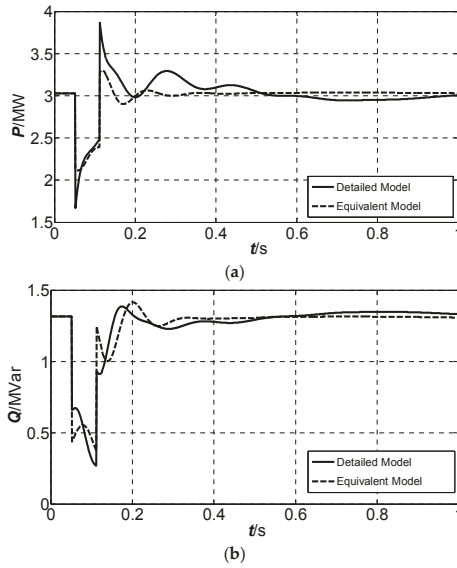 4
3.5
3
2.5
2
1.5
P/MW
0 0.2 0.4 0.6 0.8 1
t/s
Detailed Model
Equivalent Model
(a)
1.5
1
0.5
0
Q/MVar
0 0.2 0.4 0.6 0.8 1
t/s
Detailed Model
Equivalent Model
(b)